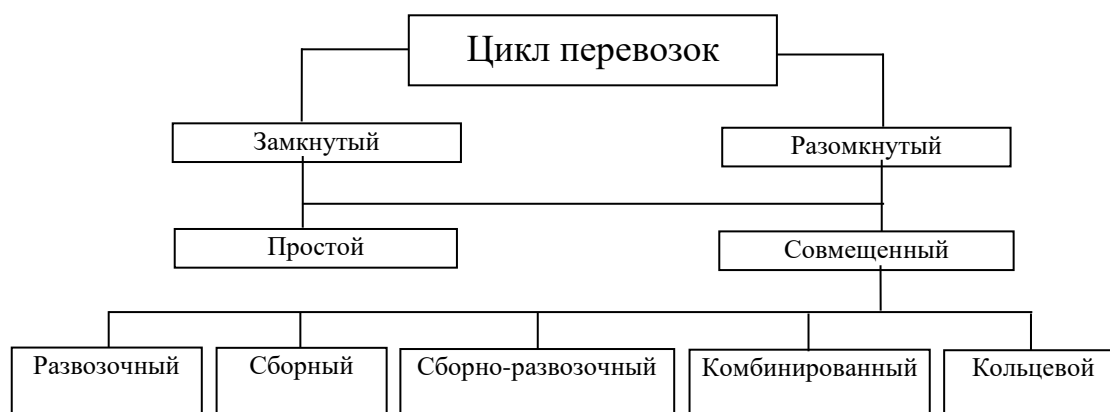 Цикл перевозок
Замкнутый
Разомкнутый
Простой
Совмещенный
Развозочный
Сборный
Сборно-развозочный
Комбинированный
Кольцевой